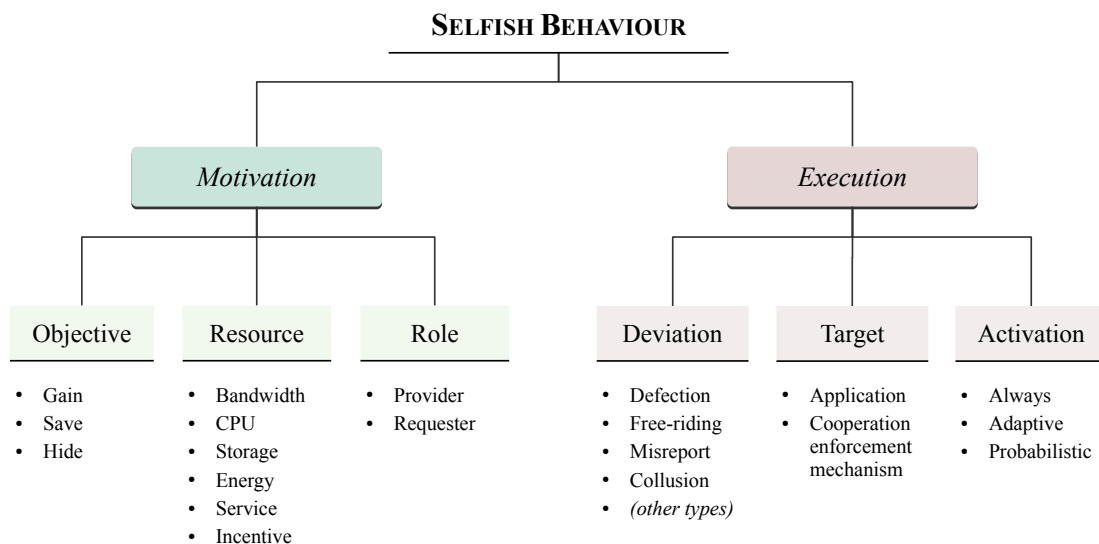 SELFISH BEHAVIOUR
Motivation
Execution
Objective
Resource
Role
Deviation
Target
Activation
• Gain
• Save
• Hide
• Bandwidth
• CPU
• Storage
• Energy
• Service
• Incentive
• Provider
• Requester
• Defection
• Free-riding
• Misreport
• Collusion
• (other types)
• Application
• Cooperation
enforcement
mechanism
• Always
• Adaptive
• Probabilistic